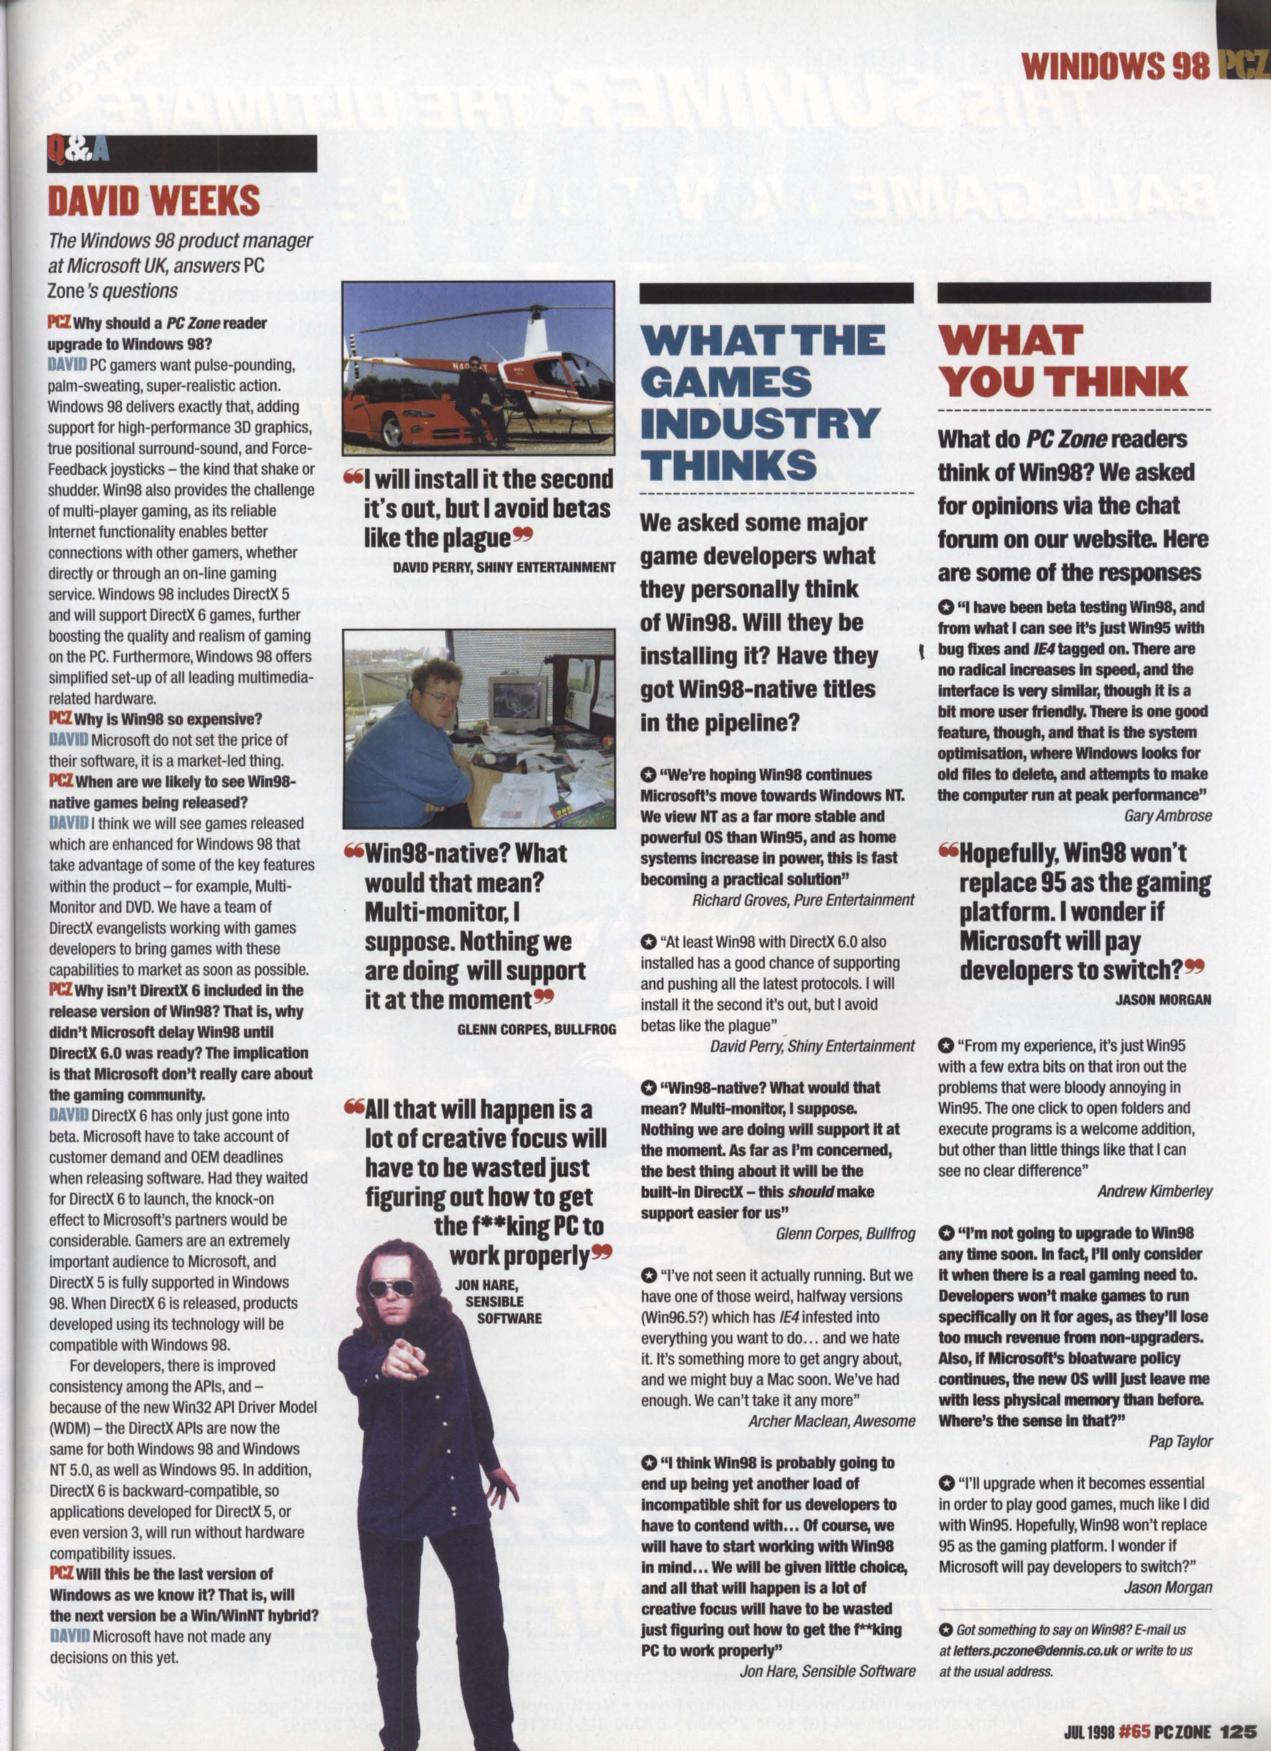 WINDOWS 98 PCZ
Q&A
DAVID WEEKS
The Windows 98 product manager
at Microsoft UK, answers PC
Zone's questions
PCZ Why should a PC Zone reader
upgrade to Windows 98?
DAVID PC gamers want pulse-pounding,
palm-sweating, super-realistic action.
Windows 98 delivers exactly that, adding
support for high-performance 3D graphics,
true positional surround-sound, and Force-
Feedback joysticks – the kind that shake or
shudder. Win98 also provides the challenge
of multi-player gaming, as its reliable
Internet functionality enables better
connections with other gamers, whether
directly or through an on-line gaming
service. Windows 98 includes DirectX 5
and will support DirectX 6 games, further
boosting the quality and realism of gaming
on the PC. Furthermore, Windows 98 offers
simplified set-up of all leading multimedia-
related hardware.
PCZ Why is Win98 so expensive?
DAVID Microsoft do not set the price of
their software, it is a market-led thing.
PCZ When are we likely to see Win98-
native games being released?
DAVID I think we will see games released
which are enhanced for Windows 98 that
take advantage of some of the key features
within the product – for example, Multi-
Monitor and DVD. We have a team of
DirectX evangelists working with games
developers to bring games with these
capabilities to market as soon as possible.
PCZ Why isn't DirextX 6 included in the
release version of Win98? That is, why
didn't Microsoft delay Win98 until
DirectX 6.0 was ready? The implication
is that Microsoft don't really care about
the gaming community.
DAVID DirectX 6 has only just gone into
beta. Microsoft have to take account of
customer demand and OEM deadlines
when releasing software. Had they waited
for DirectX 6 to launch, the knock-on
effect to Microsoft's partners would be
considerable. Gamers are an extremely
important audience to Microsoft, and
DirectX 5 is fully supported in Windows
98. When DirectX 6 is released, products
developed using its technology will be
compatible with Windows 98.
For developers, there is improved
consistency among the APIs, and –
because of the new Win32 API Driver Model
(WDM) – the DirectX APIs are now the
same for both Windows 98 and Windows
NT 5.0, as well as Windows 95. In addition,
DirectX 6 is backward-compatible, so
applications developed for DirectX 5, or
even version 3, will run without hardware
compatibility issues.
PCZ Will this be the last version of
Windows as we know it? That is, will
the next version be a Win/WinNT hybrid?
DAVID Microsoft have not made any
decisions on this yet.
“I will install it the second
it's out, but I avoid betas
like the plague”
DAVID PERRY, SHINY ENTERTAINMENT
“Win98-native? What
would that mean?
Multi-monitor, I
suppose. Nothing we
are doing will support
it at the moment”
GLENN CORPES, BULLFROG
“All that will happen is a
lot of creative focus will
have to be wasted just
figuring out how to get
the f**king PC to
work properly”
JON HARE,
SENSIBLE
SOFTWARE
WHAT THE
GAMES
INDUSTRY
THINKS
We asked some major
game developers what
they personally think
of Win98. Will they be
installing it? Have they
got Win98-native titles
in the pipeline?
✪ “We're hoping Win98 continues
Microsoft's move towards Windows NT.
We view NT as a far more stable and
powerful OS than Win95, and as home
systems increase in power, this is fast
becoming a practical solution”
Richard Groves, Pure Entertainment
✪ “At least Win98 with DirectX 6.0 also
installed has a good chance of supporting
and pushing all the latest protocols. I will
install it the second it's out, but I avoid
betas like the plague”
David Perry, Shiny Entertainment
✪ “Win98-native? What would that
mean? Multi-monitor, I suppose.
Nothing we are doing will support it at
the moment. As far as I'm concerned,
the best thing about it will be the
built-in DirectX – this should make
support easier for us”
Glenn Corpes, Bullfrog
✪ “I've not seen it actually running. But we
have one of those weird, halfway versions
(Win96.5?) which has IE4 infested into
everything you want to do... and we hate
it. It's something more to get angry about,
and we might buy a Mac soon. We've had
enough. We can't take it any more”
Archer Maclean, Awesome
✪ “I think Win98 is probably going to
end up being yet another load of
incompatible shit for us developers to
have to contend with... Of course, we
will have to start working with Win98
in mind... We will be given little choice,
and all that will happen is a lot of
creative focus will have to be wasted
just figuring out how to get the f**king
PC to work properly”
Jon Hare, Sensible Software
WHAT
YOU THINK
What do PC Zone readers
think of Win98? We asked
for opinions via the chat
forum on our website. Here
are some of the responses
✪ “I have been beta testing Win98, and
from what I can see it's just Win95 with
bug fixes and IE4 tagged on. There are
no radical increases in speed, and the
interface is very similar, though it is a
bit more user friendly. There is one good
feature, though, and that is the system
optimisation, where Windows looks for
old files to delete, and attempts to make
the computer run at peak performance”
Gary Ambrose
“Hopefully, Win98 won't
replace 95 as the gaming
platform. I wonder if
Microsoft will pay
developers to switch?”
JASON MORGAN
✪ “From my experience, it's just Win95
with a few extra bits on that iron out the
problems that were bloody annoying in
Win95. The one click to open folders and
execute programs is a welcome addition,
but other than little things like that I can
see no clear difference”
Andrew Kimberley
✪ “I'm not going to upgrade to Win98
any time soon. In fact, I'll only consider
it when there is a real gaming need to.
Developers won't make games to run
specifically on it for ages, as they'll lose
too much revenue from non-upgraders.
Also, if Microsoft's bloatware policy
continues, the new OS will just leave me
with less physical memory than before.
Where's the sense in that?”
Pap Taylor
✪ “I'll upgrade when it becomes essential
in order to play good games, much like I did
with Win95. Hopefully, Win98 won't replace
95 as the gaming platform. I wonder if
Microsoft will pay developers to switch?”
Jason Morgan
✪ Got something to say on Win98? E-mail us
at letters.pczone@dennis.co.uk or write to us
at the usual address.
JUL 1998 #65 PC ZONE 125